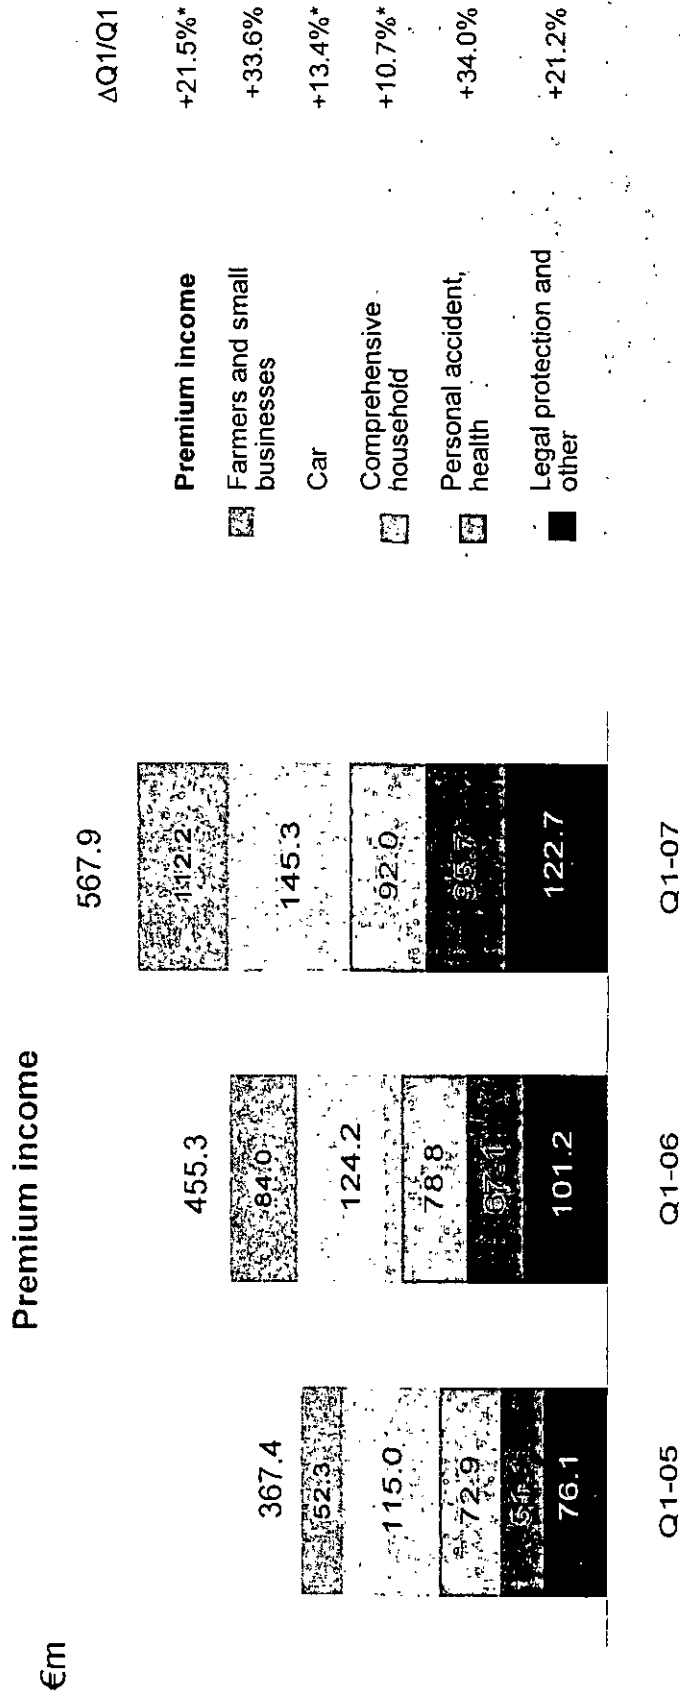 Premium income
€m
367.4
455.3
567.9
52.3
84.0
112.2
115.0
124.2
145.3
72.9
78.8
92.0
67.1
95.7
76.1
101.2
122.7
Q1-05
Q1-06
Q1-07
ΔQ1/Q1
Premium income
+21.5%*
Farmers and small
businesses
+33.6%
Car
+13.4%*
Comprehensive
household
+10.7%*
Personal accident,
health
+34.0%
Legal protection and
other
+21.2%